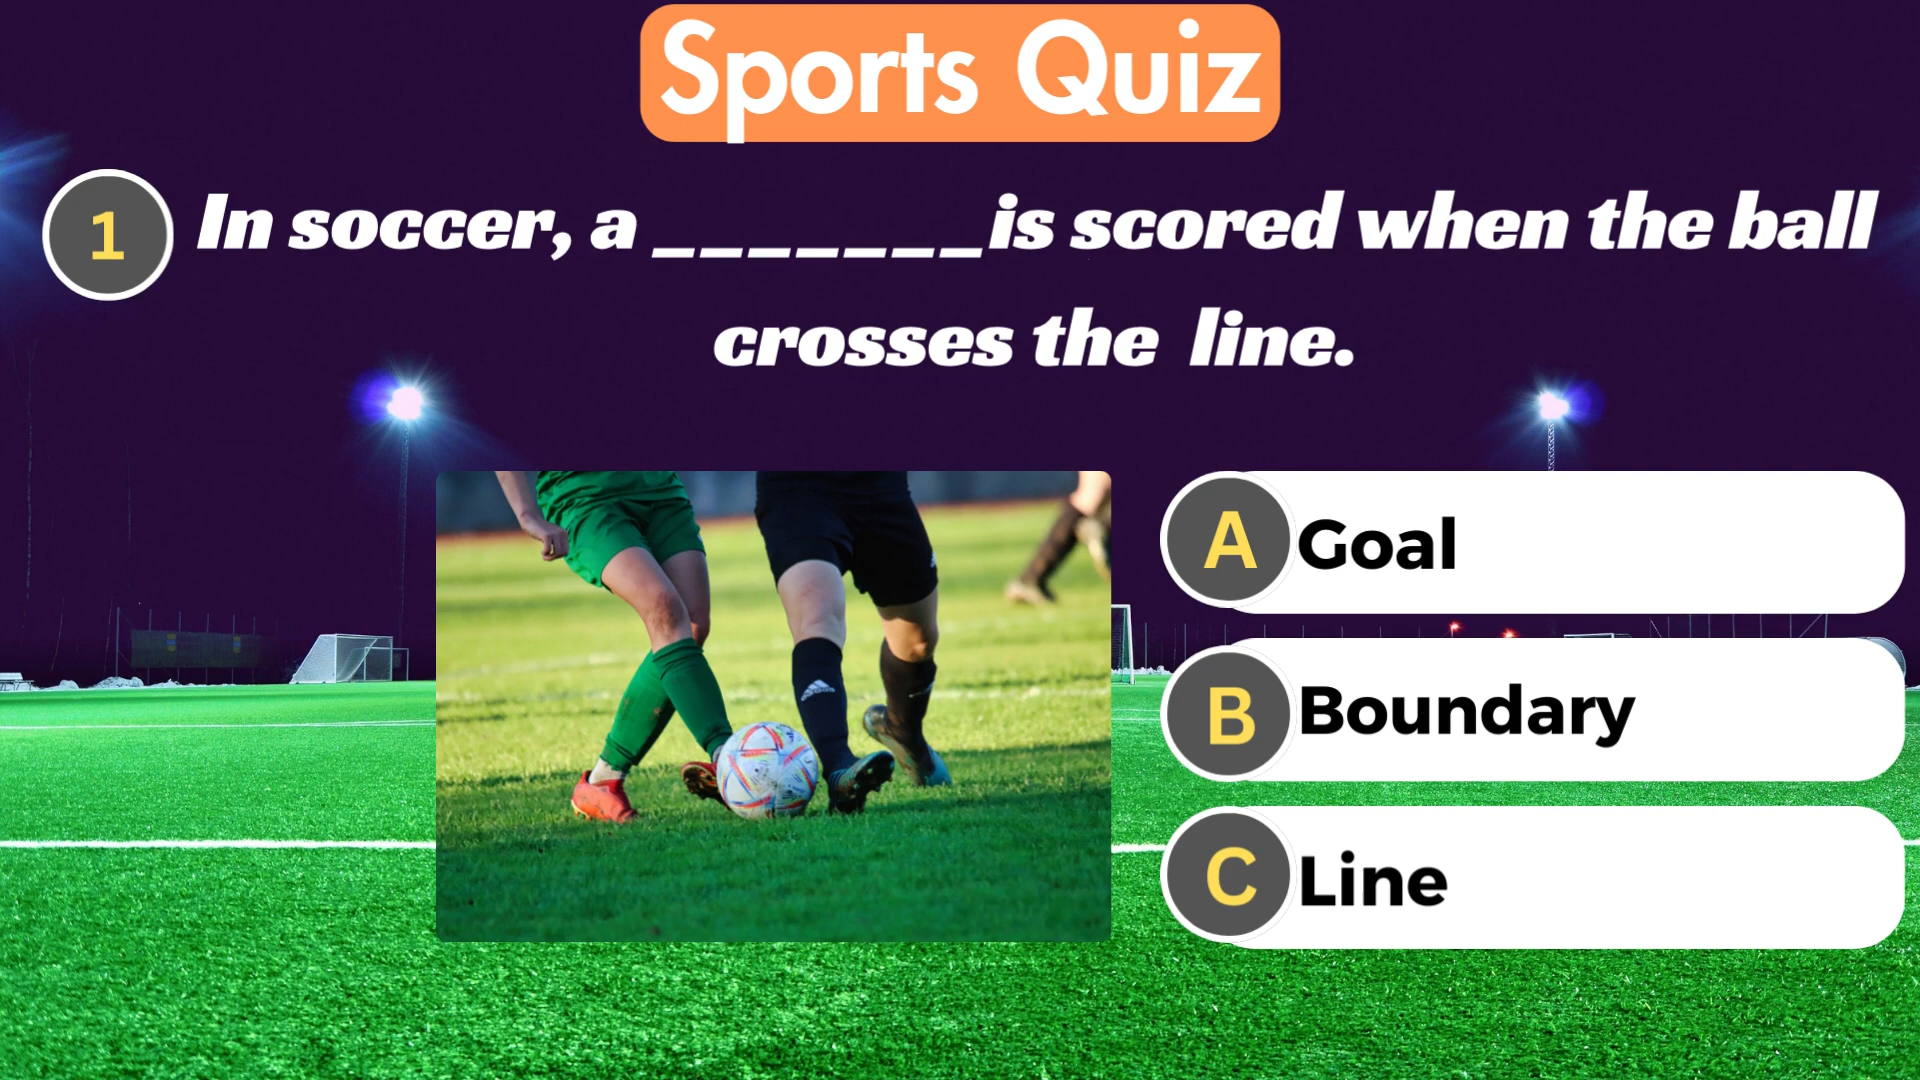 Sports Quiz
1
In soccer, a _______is scored when the ball
crosses the line.
A
Goal
B
Boundary
C
Line